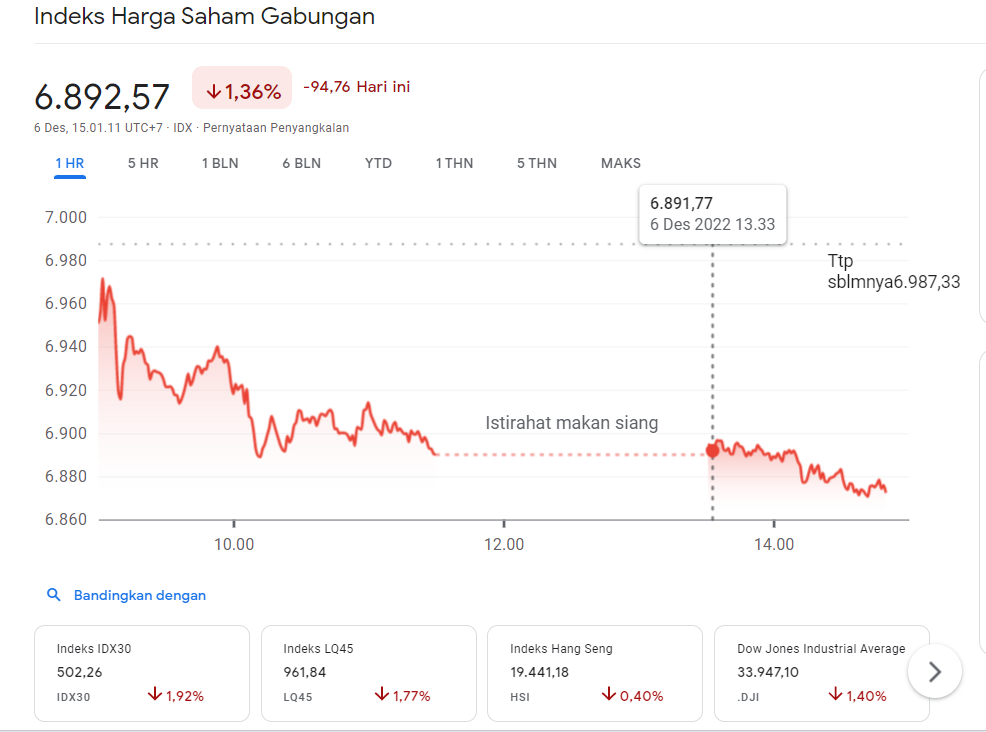 Indeks Harga Saham Gabungan
6.892,57 ↓1,36% -94,76 Hari ini
6 Des, 15.01.11 UTC+7 · IDX · Pernyataan Penyangkalan
1 HR 5 HR 1 BLN 6 BLN YTD 1 THN 5 THN MAKS
6.891,77
6 Des 2022 13.33
7.000
6.980
6.960
6.940
6.920
6.900
6.880
6.860
Ttp
sblmnya6.987,33
Istirahat makan siang
10.00 12.00 14.00
Bandingkan dengan
Indeks IDX30
502,26
IDX30 ↓1,92%
Indeks LQ45
961,84
LQ45 ↓1,77%
Indeks Hang Seng
19.441,18
HSI ↓0,40%
Dow Jones Industrial Average
33.947,10
.DJI ↓1,40%